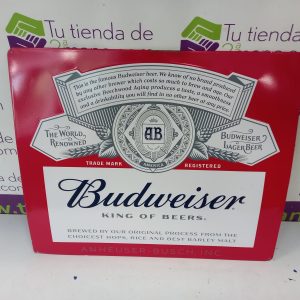 Tu tienda de
Tu tienda de
This is the famous Budweiser beer. We know of no brand produced
by any other brewer which costs so much to brew and age. Our
exclusive Beechwood Aging produces a taste, a smoothness
and a drinkability you will find in no other beer at any price.
THE WORLD
RENOWNED
AB
BUDWEISER
LAGER BEER
TRADE MARK
REGISTERED
Budweiser
KING OF BEERS.
BREWED BY OUR ORIGINAL PROCESS FROM THE
CHOICEST HOPS, RICE AND BEST BARLEY MALT
ANHEUSER-BUSCH, INC.